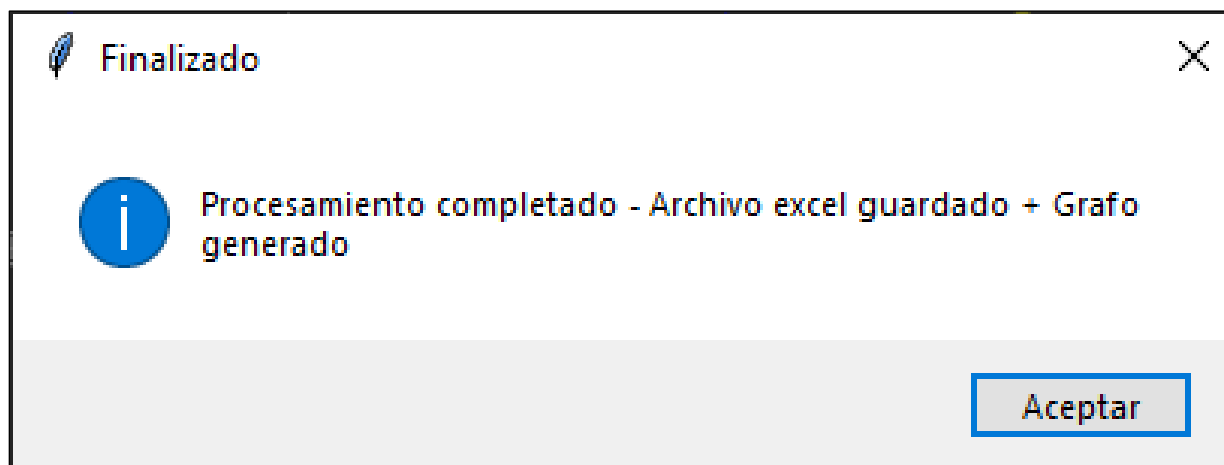 Finalizado
Procesamiento completado - Archivo excel guardado + Grafo
generado
Aceptar